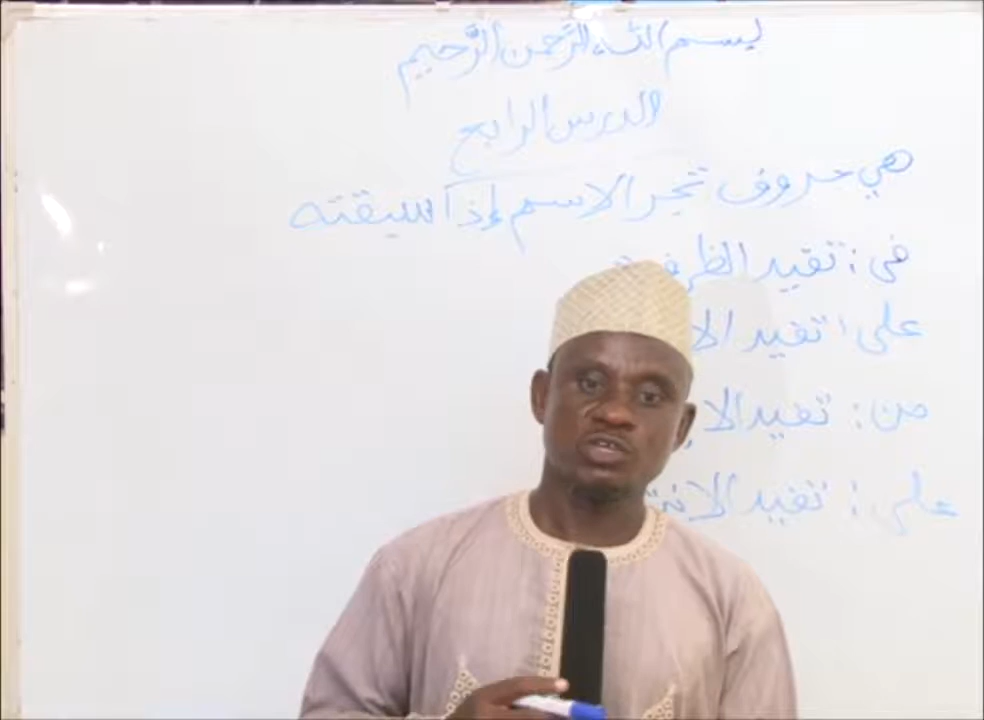 بسم الله الرحمن الرحيم
الدرس الرابع
هي حروف تجر الاسم إذا سبقته
في: تفيد
على: تفيد
من: تفيد
على: تفيد